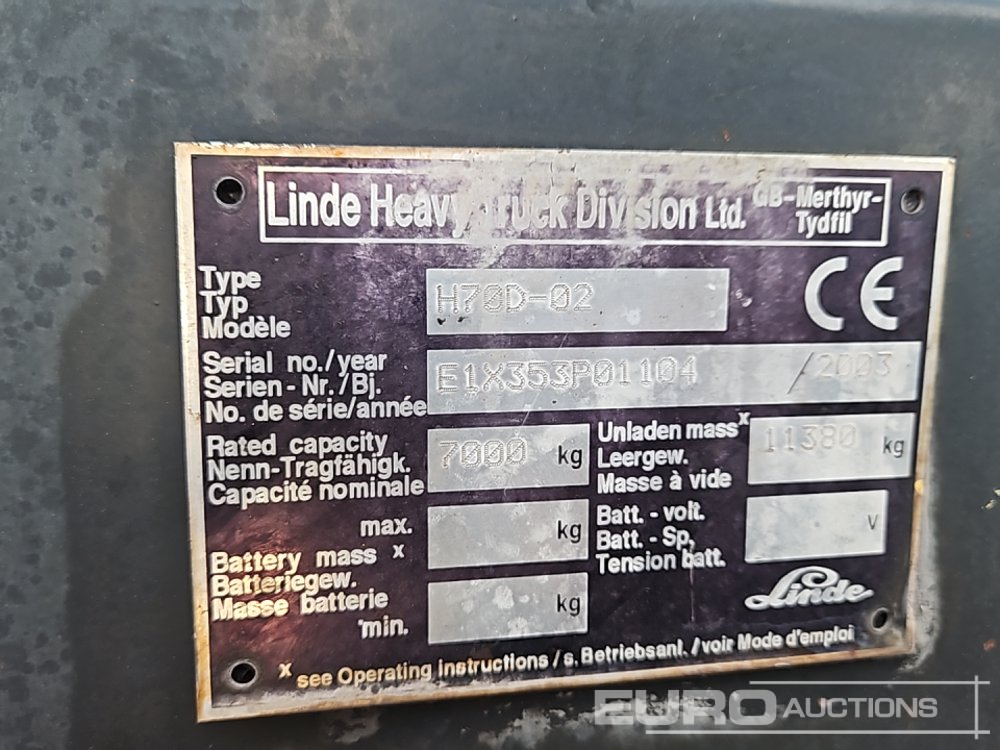 Linde Heavy Truck Division Ltd. GB-Merthyr-
Tydfil
Type
Typ
Modèle
H70D-02
CE
Serial no./year
Serien-Nr./Bj.
No. de série/année
E1X353P01104 /2003
Rated capacity
Nenn-Tragfähigk.
Capacité nominale
7000 kg
Unladen mass x
Leergew.
Masse à vide
11380 kg
max.
Battery mass x
Batteriegew.
Masse batterie
min.
kg
kg
Batt. - volt.
Batt. - Sp,
Tension batt.
V
Linde
x see Operating instructions / s. Betriebsanl. / voir Mode d'emploi
EURO AUCTIONS